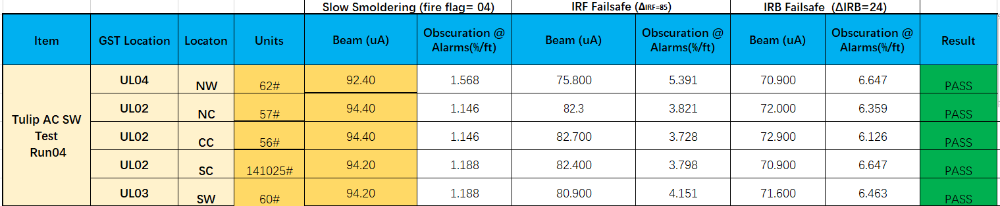 Slow Smoldering (fire flag= 04) IRF Failsafe (ΔIRF=85) IRB Failsafe (ΔIRB=24)
Item GST Location Locaton Units Beam (uA) Obscuration @ Alarms(%/ft) Beam (uA) Obscuration @ Alarms(%/ft) Beam (uA) Obscuration @ Alarms(%/ft) Result
Tulip AC SW Test Run04
UL04 NW 62# 92.40 1.568 75.800 5.391 70.900 6.647 PASS
UL02 NC 57# 94.40 1.146 82.3 3.821 72.000 6.359 PASS
UL02 CC 56# 94.40 1.146 82.700 3.728 72.900 6.126 PASS
UL02 SC 141025# 94.20 1.188 82.400 3.798 70.900 6.647 PASS
UL03 SW 60# 94.20 1.188 80.900 4.151 71.600 6.463 PASS